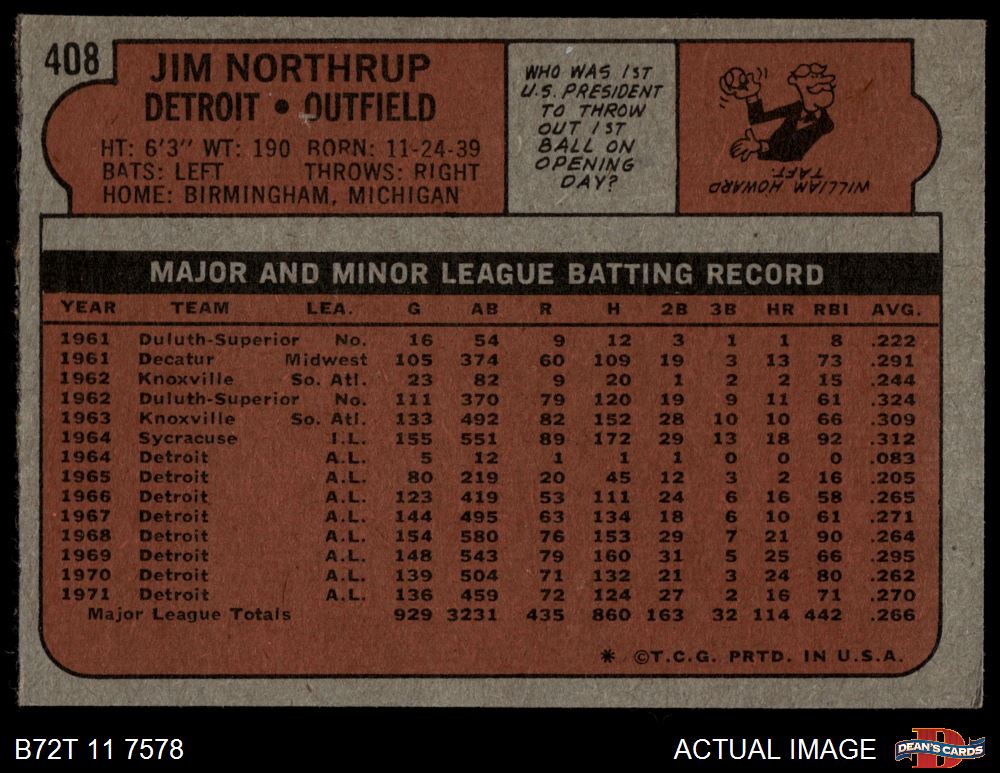 408
JIM NORTHRUP
DETROIT • OUTFIELD
HT: 6'3" WT: 190 BORN: 11-24-39
BATS: LEFT THROWS: RIGHT
HOME: BIRMINGHAM, MICHIGAN
WHO WAS 1ST
U.S. PRESIDENT
TO THROW
OUT 1ST
BALL ON
OPENING
DAY?
WILLIAM HOWARD
TAFT.
MAJOR AND MINOR LEAGUE BATTING RECORD
YEAR TEAM LEA. G AB R H 2B 3B HR RBI AVG.
1961 Duluth-Superior No. 16 54 9 12 3 1 1 8 .222
1961 Decatur Midwest 105 374 60 109 19 3 13 73 .291
1962 Knoxville So. Atl. 23 82 9 20 1 2 2 15 .244
1962 Duluth-Superior No. 111 370 79 120 19 9 11 61 .324
1963 Knoxville So. Atl. 133 492 82 152 28 10 10 66 .309
1964 Sycracuse I.L. 155 551 89 172 29 13 18 92 .312
1964 Detroit A.L. 5 12 1 1 1 0 0 0 .083
1965 Detroit A.L. 80 219 20 45 12 3 2 16 .205
1966 Detroit A.L. 123 419 53 111 24 6 16 58 .265
1967 Detroit A.L. 144 495 63 134 18 6 10 61 .271
1968 Detroit A.L. 154 580 76 153 29 7 21 90 .264
1969 Detroit A.L. 148 543 79 160 31 5 25 66 .295
1970 Detroit A.L. 139 504 71 132 21 3 24 80 .262
1971 Detroit A.L. 136 459 72 124 27 2 16 71 .270
Major League Totals 929 3231 435 860 163 32 114 442 .266
* ©T.C.G. PRTD. IN U.S.A.
B72T 11 7578
ACTUAL IMAGE
D
DEAN'S CARDS